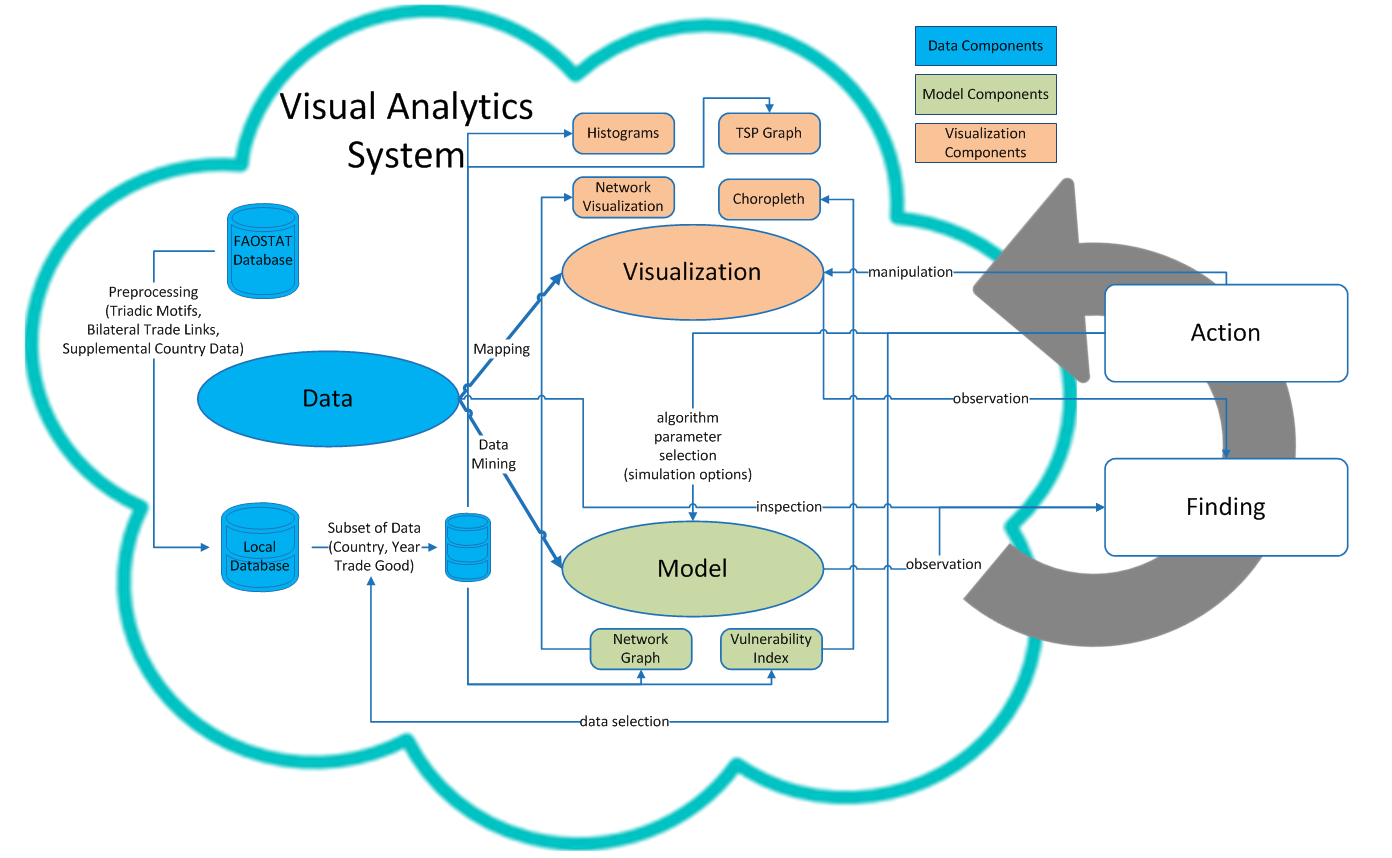 Visual Analytics
System
Data Components
Model Components
Visualization
Components
Histograms
TSP Graph
Network
Visualization
Choropleth
FAOSTAT
Database
Preprocessing
(Triadic Motifs,
Bilateral Trade Links,
Supplemental Country Data)
Visualization
manipulation
Action
Mapping
Data
observation
Data
Mining
algorithm
parameter
selection
(simulation options)
inspection
Finding
Local
Database
Subset of Data
(Country, Year
Trade Good)
Model
observation
Network
Graph
Vulnerability
Index
data selection